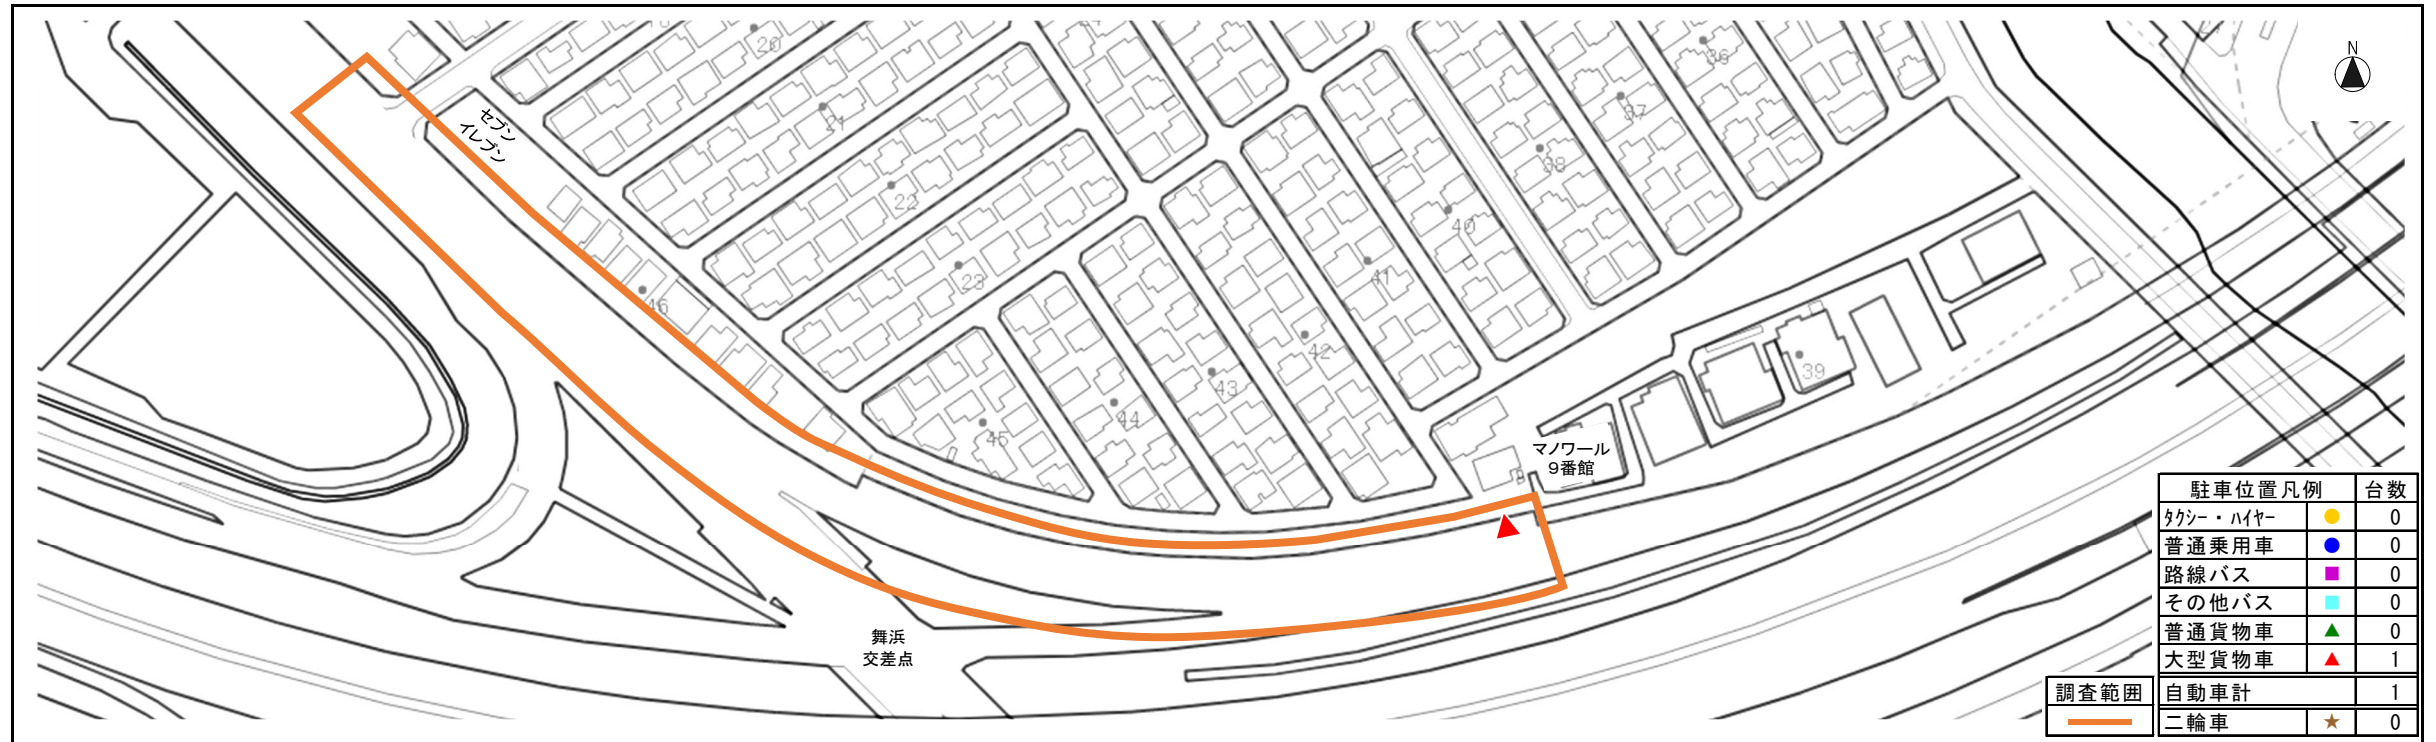 20
21
22
23
36
37
38
40
41
42
43
44
45
46
39
N
セブン
イレブン
マノワール
9番館
舞浜
交差点
駐車位置凡例 台数
ﾀｸｼｰ・ﾊｲﾔｰ ● 0
普通乗用車 ● 0
路線バス ■ 0
その他バス ■ 0
普通貨物車 ▲ 0
大型貨物車 ▲ 1
自動車計 1
二輪車 ★ 0
調査範囲